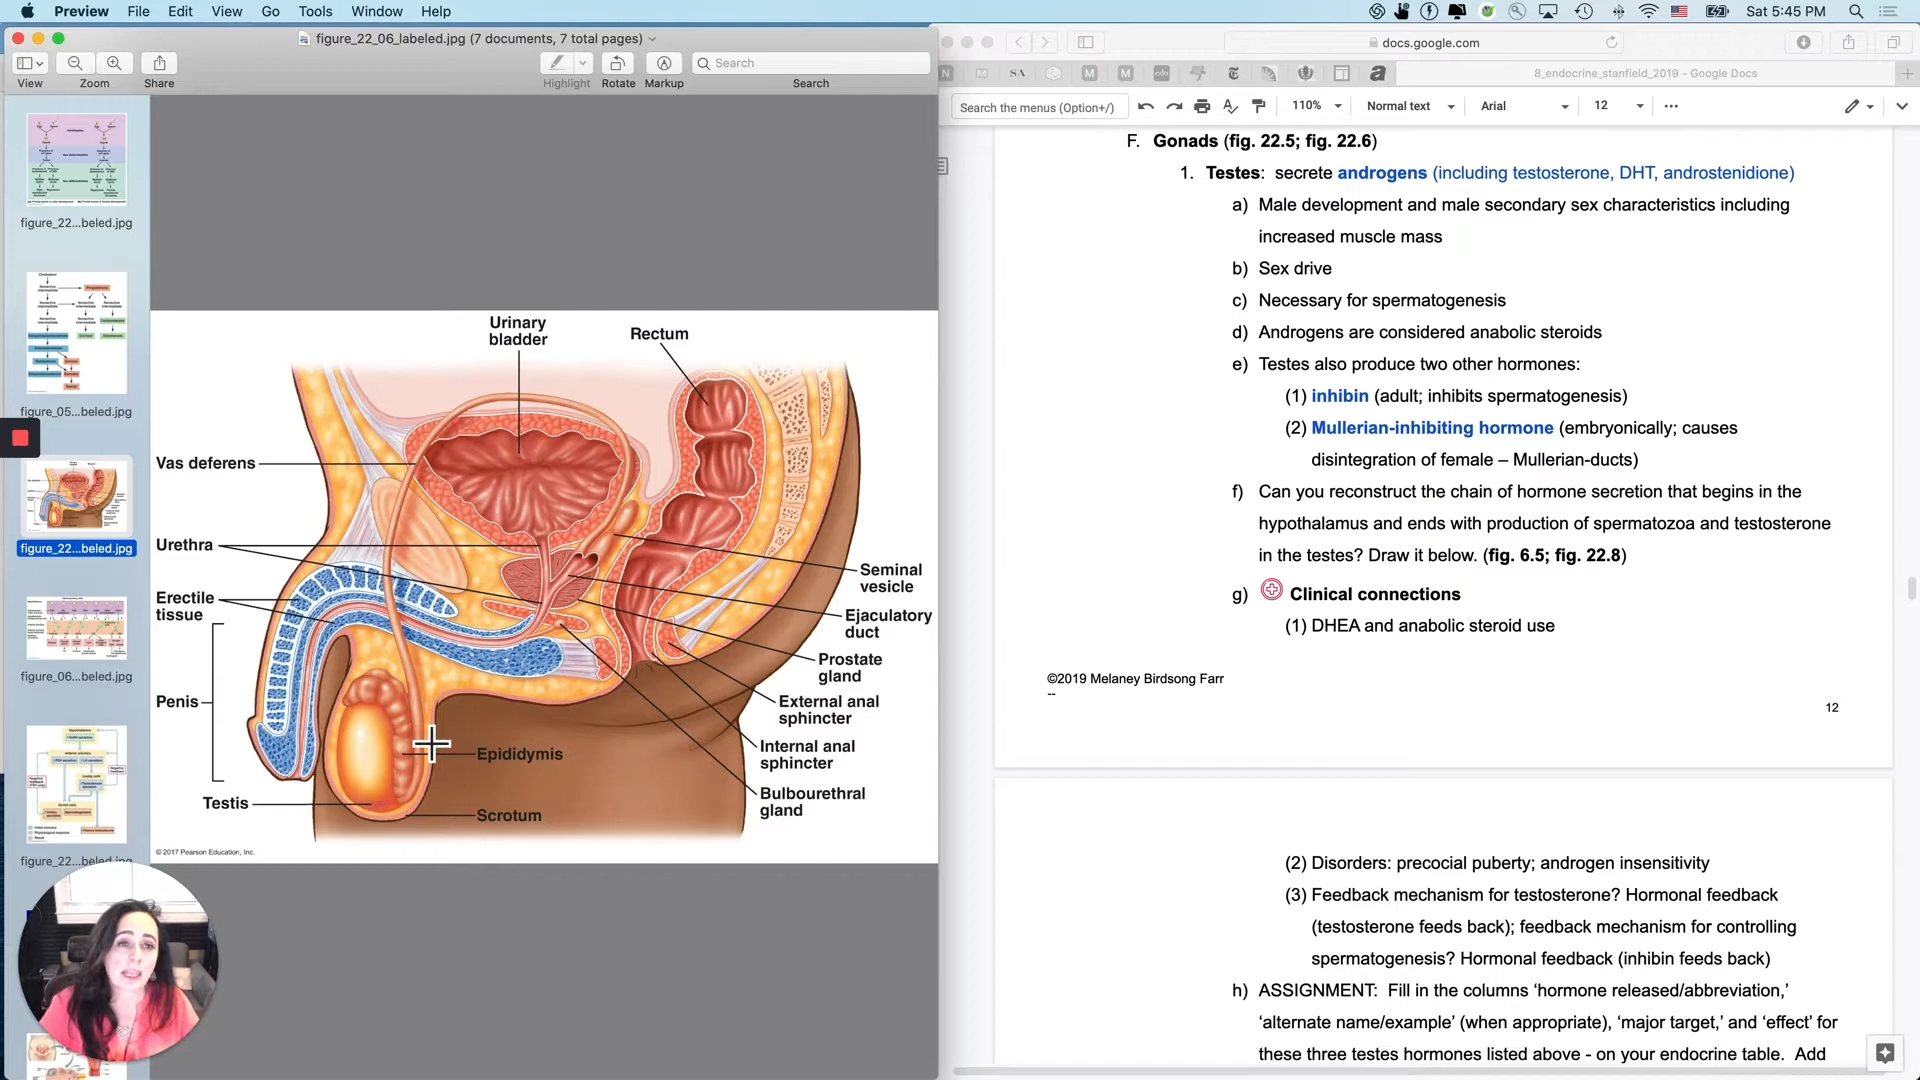 Preview File Edit View Go Tools Window Help
Sat 5:45 PM
figure_22_06_labeled.jpg (7 documents, 7 total pages)
View
Zoom
Share
Highlight
Rotate
Markup
Search
Search
figure_22...beled.jpg
figure_05...beled.jpg
figure_22...beled.jpg
figure_06...beled.jpg
figure_22...beled.jpg
Urinary
bladder
Rectum
Vas deferens
Urethra
Erectile
tissue
Penis
Testis
Epididymis
Scrotum
Seminal
vesicle
Ejaculatory
duct
Prostate
gland
External anal
sphincter
Internal anal
sphincter
Bulbourethral
gland
© 2017 Pearson Education, Inc.
docs.google.com
8_endocrine_stanfield_2019 - Google Docs
Search the menus (Option+/)
110%
Normal text
Arial
12
F. Gonads (fig. 22.5; fig. 22.6)
1. Testes: secrete androgens (including testosterone, DHT, androstenidione)
a) Male development and male secondary sex characteristics including
increased muscle mass
b) Sex drive
c) Necessary for spermatogenesis
d) Androgens are considered anabolic steroids
e) Testes also produce two other hormones:
(1) inhibin (adult; inhibits spermatogenesis)
(2) Mullerian-inhibiting hormone (embryonically; causes
disintegration of female – Mullerian-ducts)
f) Can you reconstruct the chain of hormone secretion that begins in the
hypothalamus and ends with production of spermatozoa and testosterone
in the testes? Draw it below. (fig. 6.5; fig. 22.8)
g) Clinical connections
(1) DHEA and anabolic steroid use
©2019 Melaney Birdsong Farr
--
12
(2) Disorders: precocial puberty; androgen insensitivity
(3) Feedback mechanism for testosterone? Hormonal feedback
(testosterone feeds back); feedback mechanism for controlling
spermatogenesis? Hormonal feedback (inhibin feeds back)
h) ASSIGNMENT: Fill in the columns ‘hormone released/abbreviation,’
‘alternate name/example’ (when appropriate), ‘major target,’ and ‘effect’ for
these three testes hormones listed above - on your endocrine table. Add